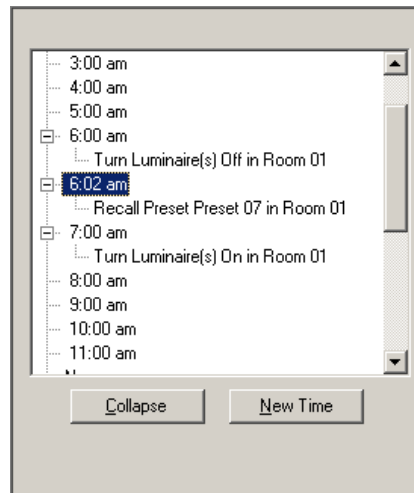 3:00 am
4:00 am
5:00 am
6:00 am
Turn Luminaire(s) Off in Room 01
6:02 am
Recall Preset Preset 07 in Room 01
7:00 am
Turn Luminaire(s) On in Room 01
8:00 am
9:00 am
10:00 am
11:00 am
Collapse
New Time